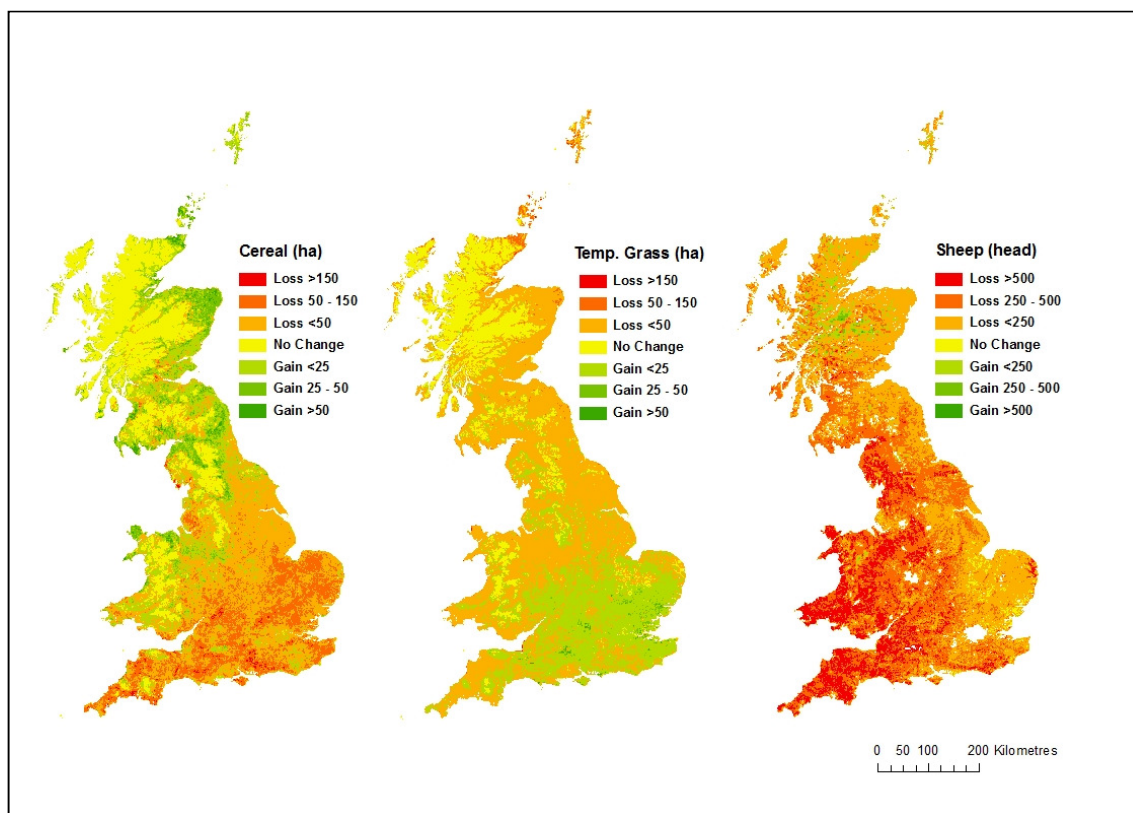 Cereal (ha)
Loss >150
Loss 50 - 150
Loss <50
No Change
Gain <25
Gain 25 - 50
Gain >50
Temp. Grass (ha)
Loss >150
Loss 50 - 150
Loss <50
No Change
Gain <25
Gain 25 - 50
Gain >50
Sheep (head)
Loss >500
Loss 250 - 500
Loss <250
No Change
Gain <250
Gain 250 - 500
Gain >500
0 50 100 200 Kilometres